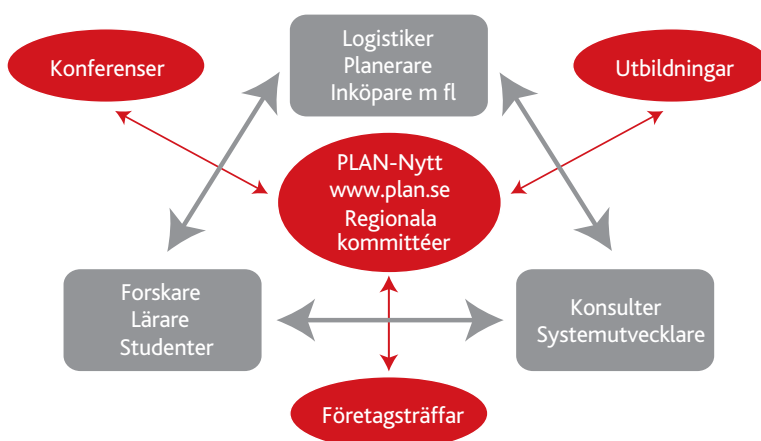 Logistiker
Planerare
Inköpare m fl
Konferenser
Utbildningar
PLAN-Nytt
www.plan.se
Regionala
kommittéer
Forskare
Lärare
Studenter
Konsulter
Systemutvecklare
Företagsträffar